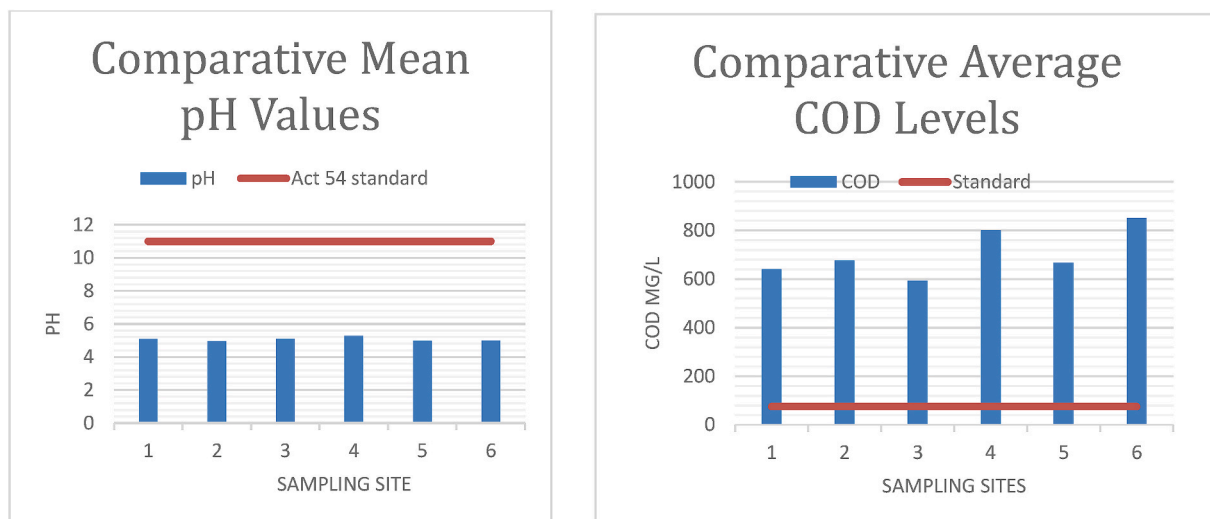 Comparative Mean
pH Values
pH
Act 54 standard
12
10
8
6
4
2
0
PH
1 2 3 4 5 6
SAMPLING SITE
Comparative Average
COD Levels
COD
Standard
1000
800
600
400
200
0
COD MG/L
1 2 3 4 5 6
SAMPLING SITES